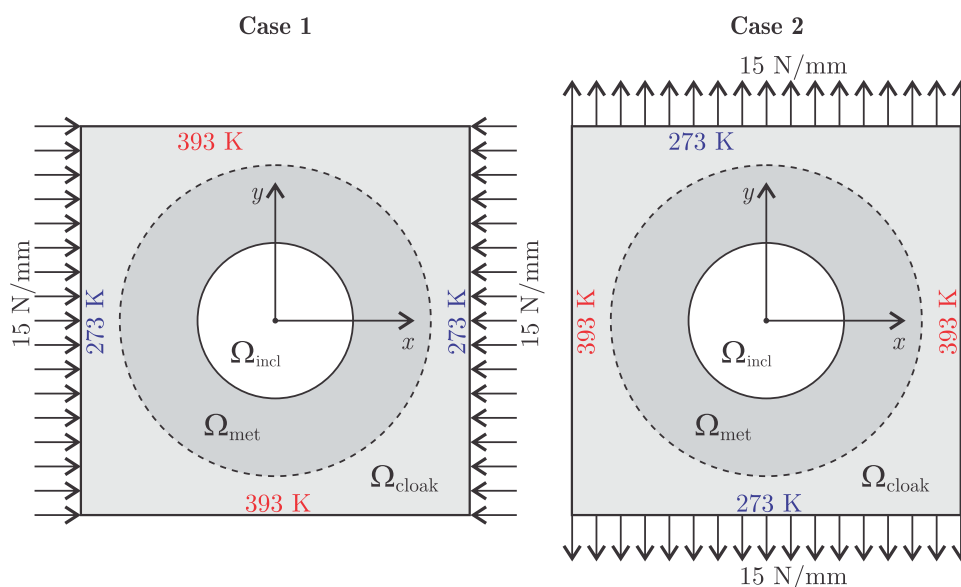 Case 1
393 K
y
15 N/mm
273 K
x
273 K
15 N/mm
Ω_incl
Ω_met
Ω_cloak
393 K
Case 2
15 N/mm
273 K
y
393 K
x
393 K
Ω_incl
Ω_met
Ω_cloak
273 K
15 N/mm